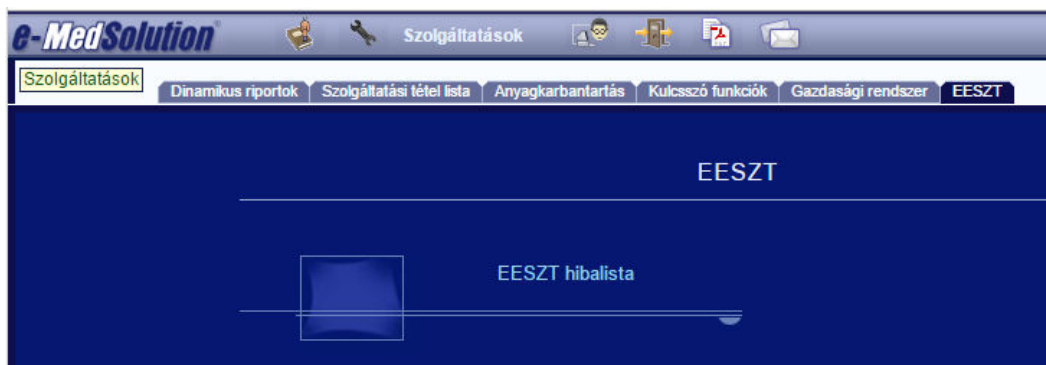 e-MedSolution Szolgáltatások
Szolgáltatások
Dinamikus riportok Szolgáltatási tétel lista Anyagkarbantartás Kulcsszó funkciók Gazdasági rendszer EESZT
EESZT
EESZT hibalista